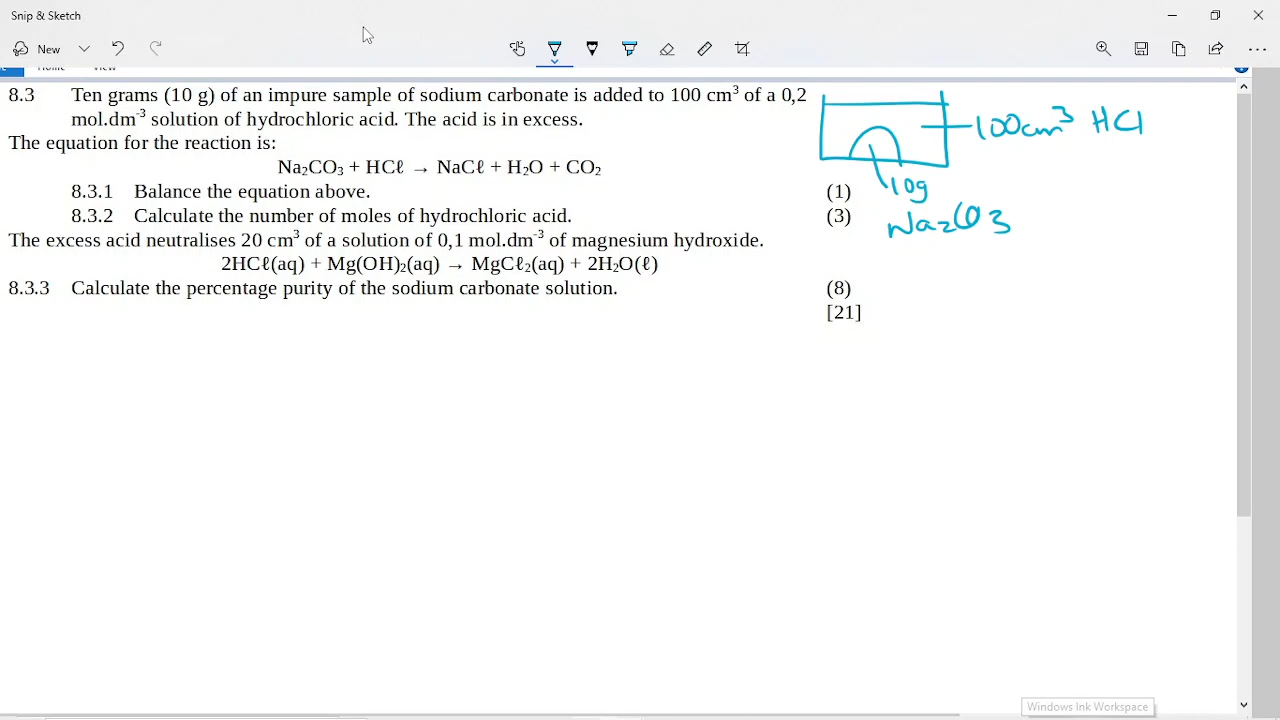 Snip & Sketch
New
8.3 Ten grams (10 g) of an impure sample of sodium carbonate is added to 100 cm³ of a 0,2
mol.dm⁻³ solution of hydrochloric acid. The acid is in excess.
The equation for the reaction is:
Na₂CO₃ + HCℓ → NaCℓ + H₂O + CO₂
8.3.1 Balance the equation above. (1)
8.3.2 Calculate the number of moles of hydrochloric acid. (3)
The excess acid neutralises 20 cm³ of a solution of 0,1 mol.dm⁻³ of magnesium hydroxide.
2HCℓ(aq) + Mg(OH)₂(aq) → MgCℓ₂(aq) + 2H₂O(ℓ)
8.3.3 Calculate the percentage purity of the sodium carbonate solution. (8)
[21]
100cm³ HCl
10g
Na₂CO₃
Windows Ink Workspace